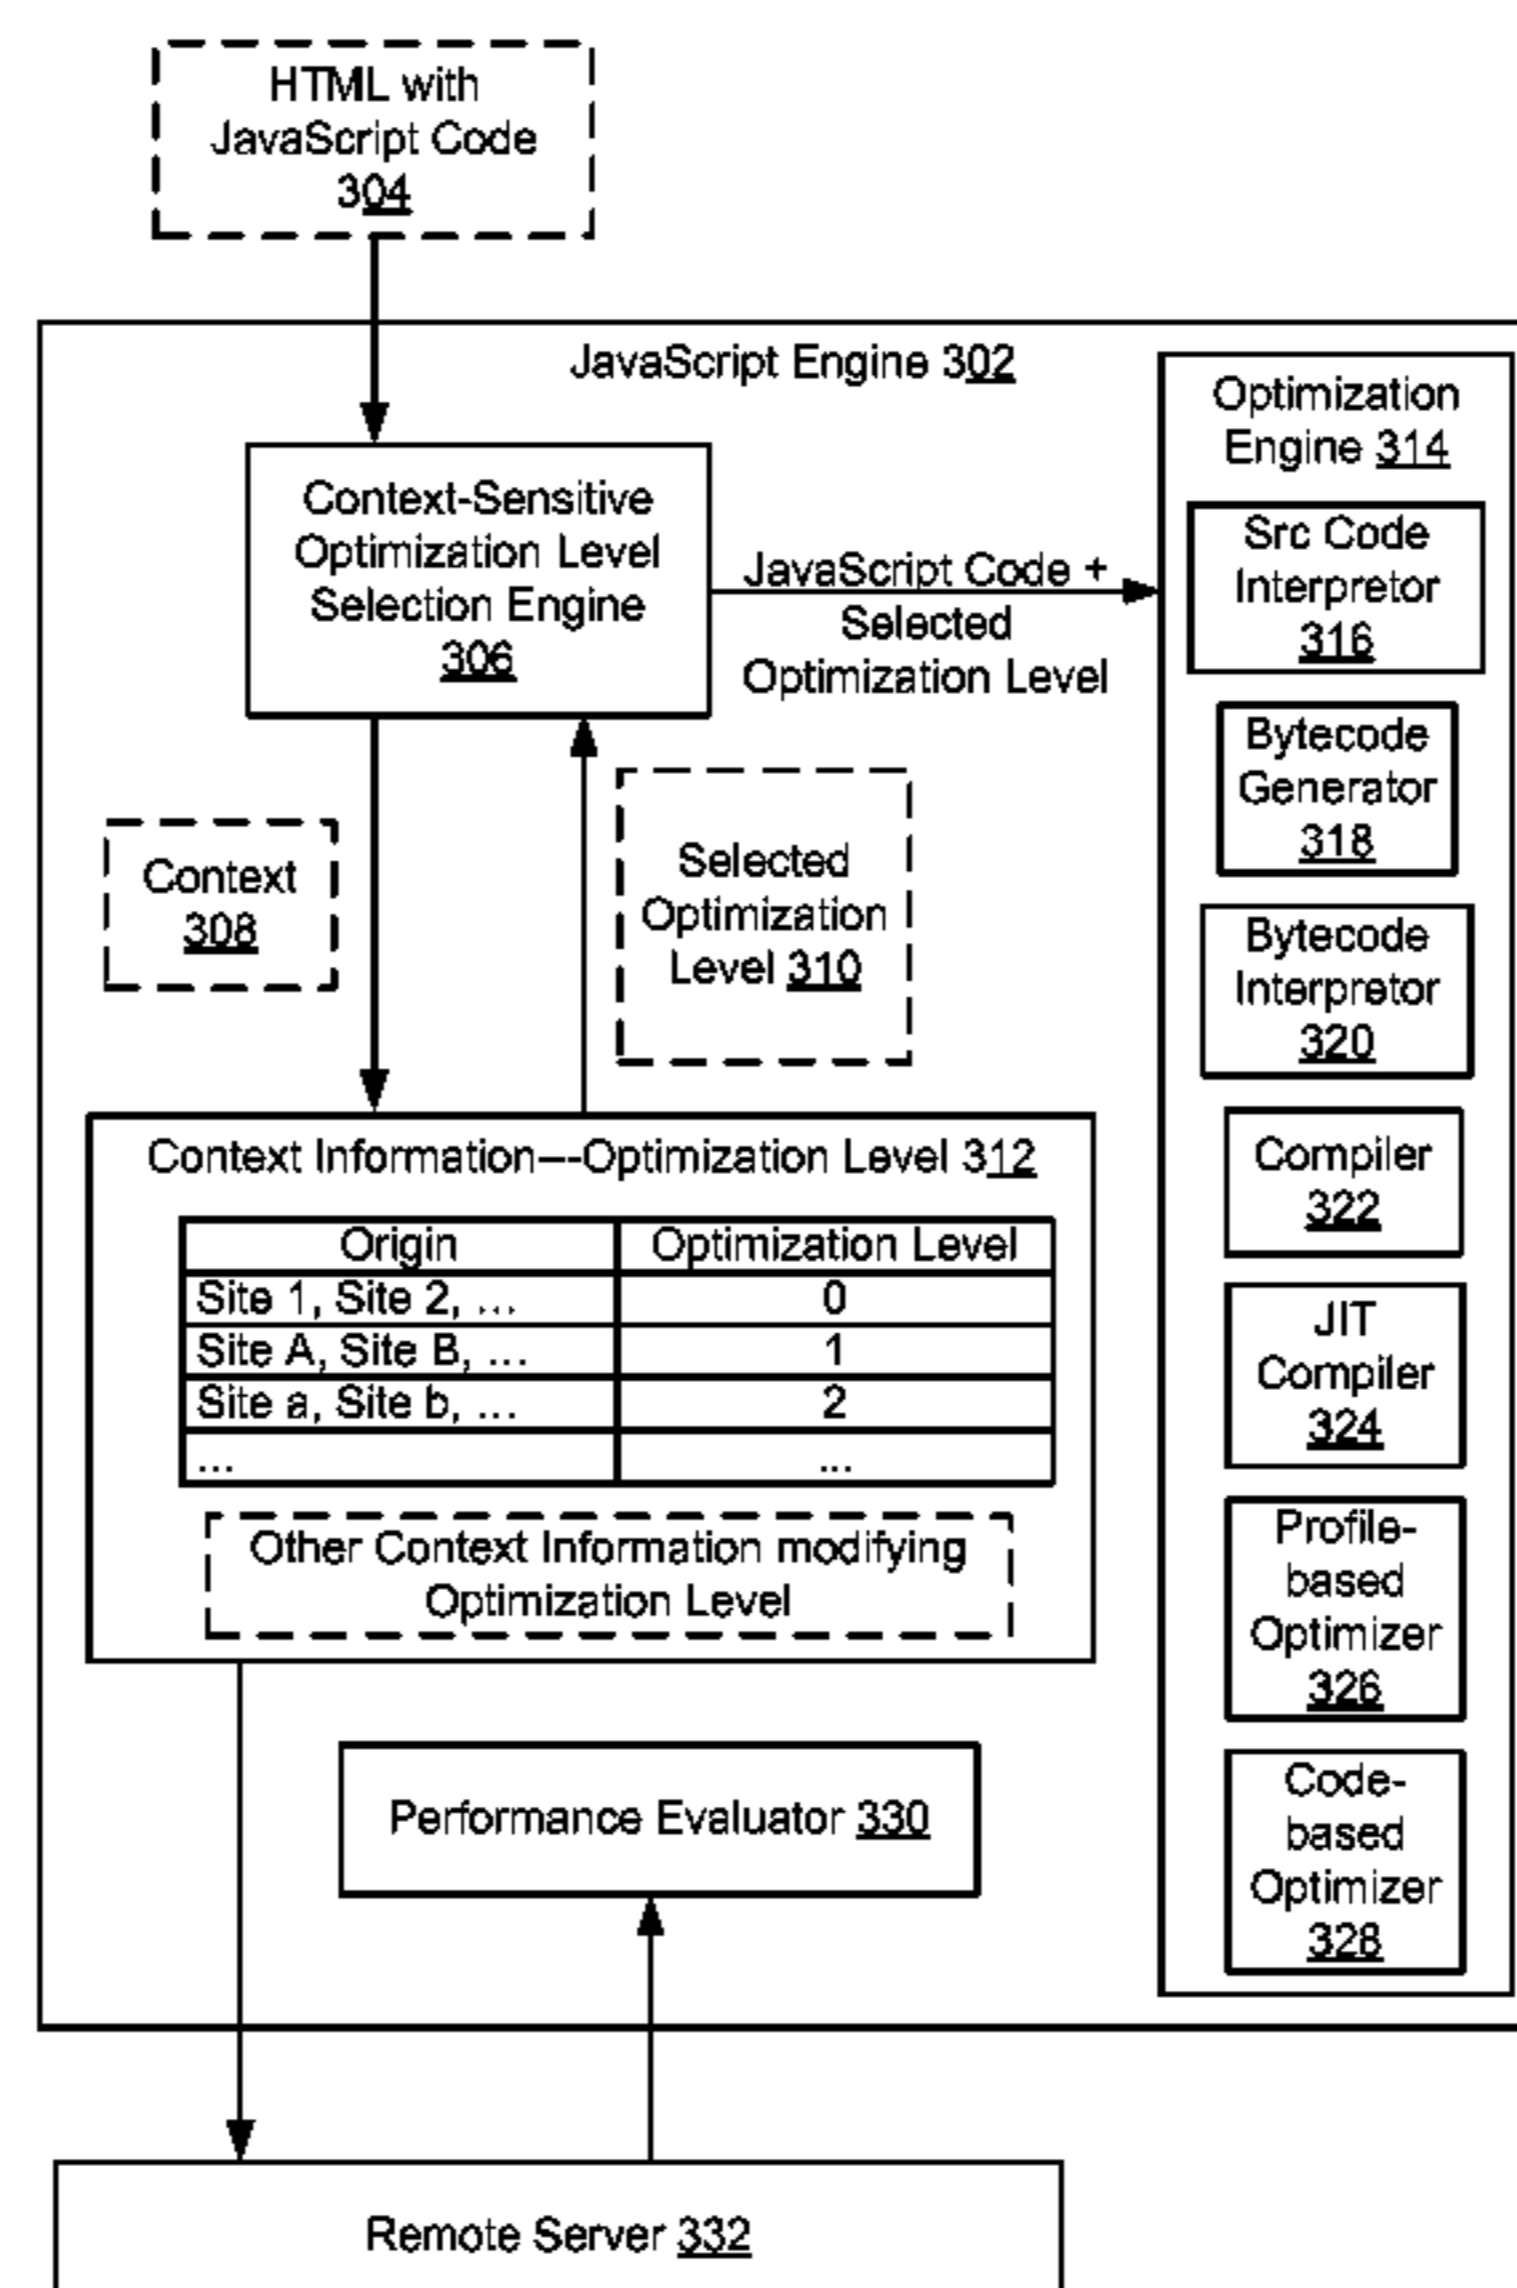 HTML with
JavaScript Code
304
JavaScript Engine 302
Context-Sensitive
Optimization Level
Selection Engine
306
JavaScript Code +
Selected
Optimization Level
Context
308
Selected
Optimization
Level 310
Context Information---Optimization Level 312
Origin Optimization Level
Site 1, Site 2, ... 0
Site A, Site B, ... 1
Site a, Site b, ... 2
... ...
Other Context Information modifying
Optimization Level
Performance Evaluator 330
Optimization
Engine 314
Src Code
Interpretor
316
Bytecode
Generator
318
Bytecode
Interpretor
320
Compiler
322
JIT
Compiler
324
Profile-
based
Optimizer
326
Code-
based
Optimizer
328
Remote Server 332